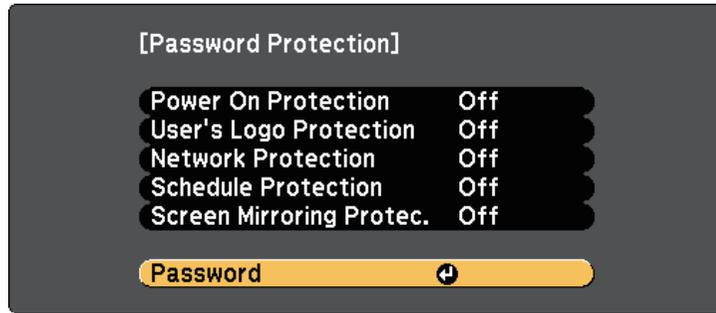 [Password Protection]
Power On Protection Off
User's Logo Protection Off
Network Protection Off
Schedule Protection Off
Screen Mirroring Protec. Off
Password